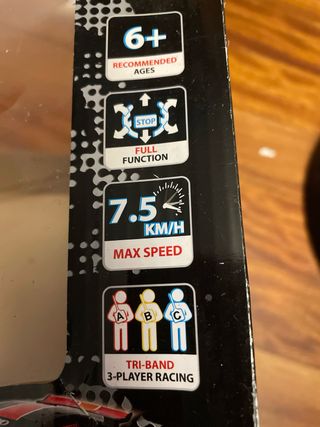 6+
RECOMMENDED
AGES
STOP
FULL
FUNCTION
7.5
KM/H
MAX SPEED
A B C
TRI-BAND
3-PLAYER RACING